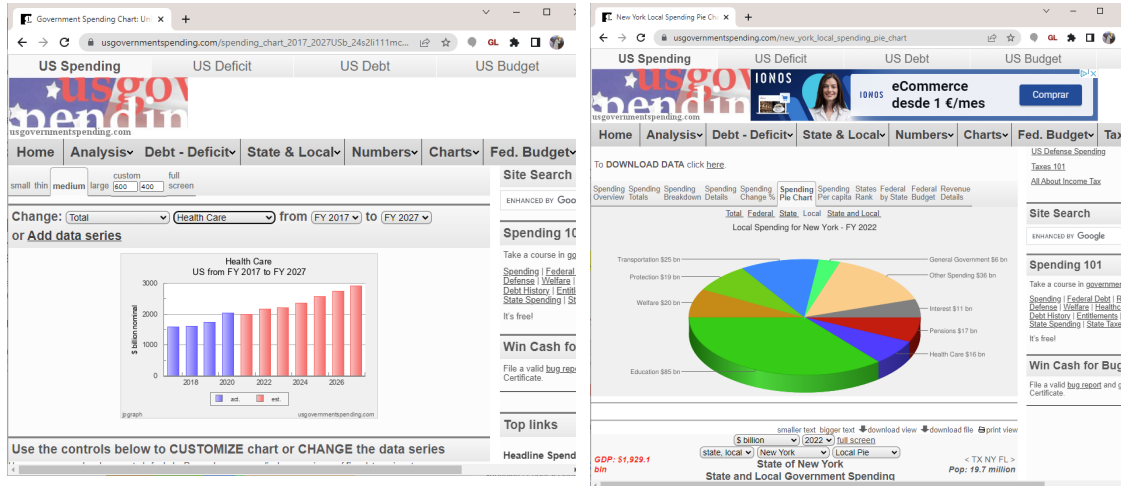 Government Spending Chart: Un
usgovernmentspending.com/spending_chart_2017_2027USb_24s2li111mc...
GL
US Spending US Deficit US Debt US Budget
usgov
pendin
usgovernmentspending.com
Home Analysis Debt - Deficit State & Local Numbers Charts Fed. Budget
small thin medium large custom 600 400 full screen
Change: Total Health Care from FY 2017 to FY 2027
or Add data series
Health Care
US from FY 2017 to FY 2027
$ billion nominal
3000
2000
1000
0
2018 2020 2022 2024 2026
act. est.
jpgraph usgovernmentspending.com
Use the controls below to CUSTOMIZE chart or CHANGE the data series
Site Search
ENHANCED BY Goo
Spending 10
Take a course in go
Spending | Federal
Defense | Welfare |
Debt History | Entitl
State Spending | St
It's free!
Win Cash fo
File a valid bug repo
Certificate.
Top links
Headline Spend
New York Local Spending Pie Ch
usgovernmentspending.com/new_york_local_spending_pie_chart
GL
US Spending US Deficit US Debt US Budget
usgov
pendin
usgovernmentspending.com
IONOS
IONOS
eCommerce
desde 1 €/mes
Comprar
Home Analysis Debt - Deficit State & Local Numbers Charts Fed. Budget Tax
To DOWNLOAD DATA click here.
Spending Overview Spending Totals Spending Breakdown Spending Details Spending Change % Spending Pie Chart Spending Per capita States Rank Federal by State Federal Budget Revenue Details
Total Federal State Local State and Local
Local Spending for New York - FY 2022
Transportation $25 bn
Protection $19 bn
Welfare $20 bn
Education $85 bn
General Government $6 bn
Other Spending $36 bn
Interest $11 bn
Pensions $17 bn
Health Care $16 bn
smaller text bigger text download view download file print view
$ billion 2022 full screen
state, local New York Local Pie
GDP: $1,929.1
bln
State of New York
State and Local Government Spending
< TX NY FL >
Pop: 19.7 million
US Defense Spending
Taxes 101
All About Income Tax
Site Search
ENHANCED BY Google
Spending 101
Take a course in governmen
Spending | Federal Debt | R
Defense | Welfare | Healthc
Debt History | Entitlements |
State Spending | State Taxe
It's free!
Win Cash for Bug
File a valid bug report and g
Certificate.